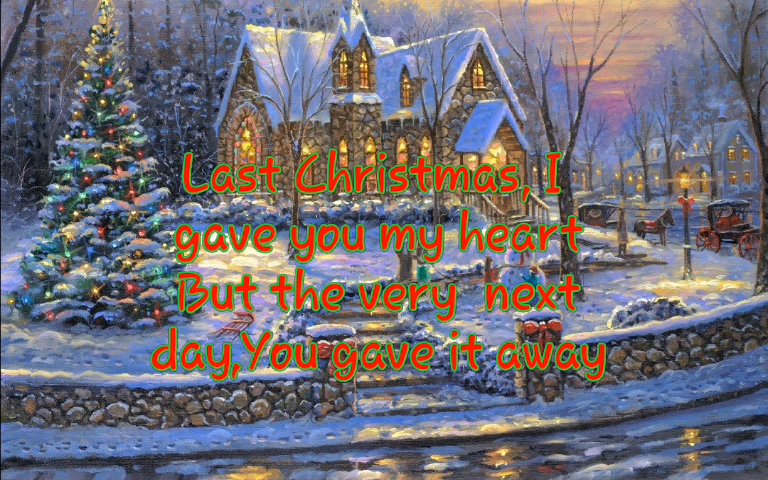 Last Christmas, I
gave you my heart
But the very  next
day,You gave it away